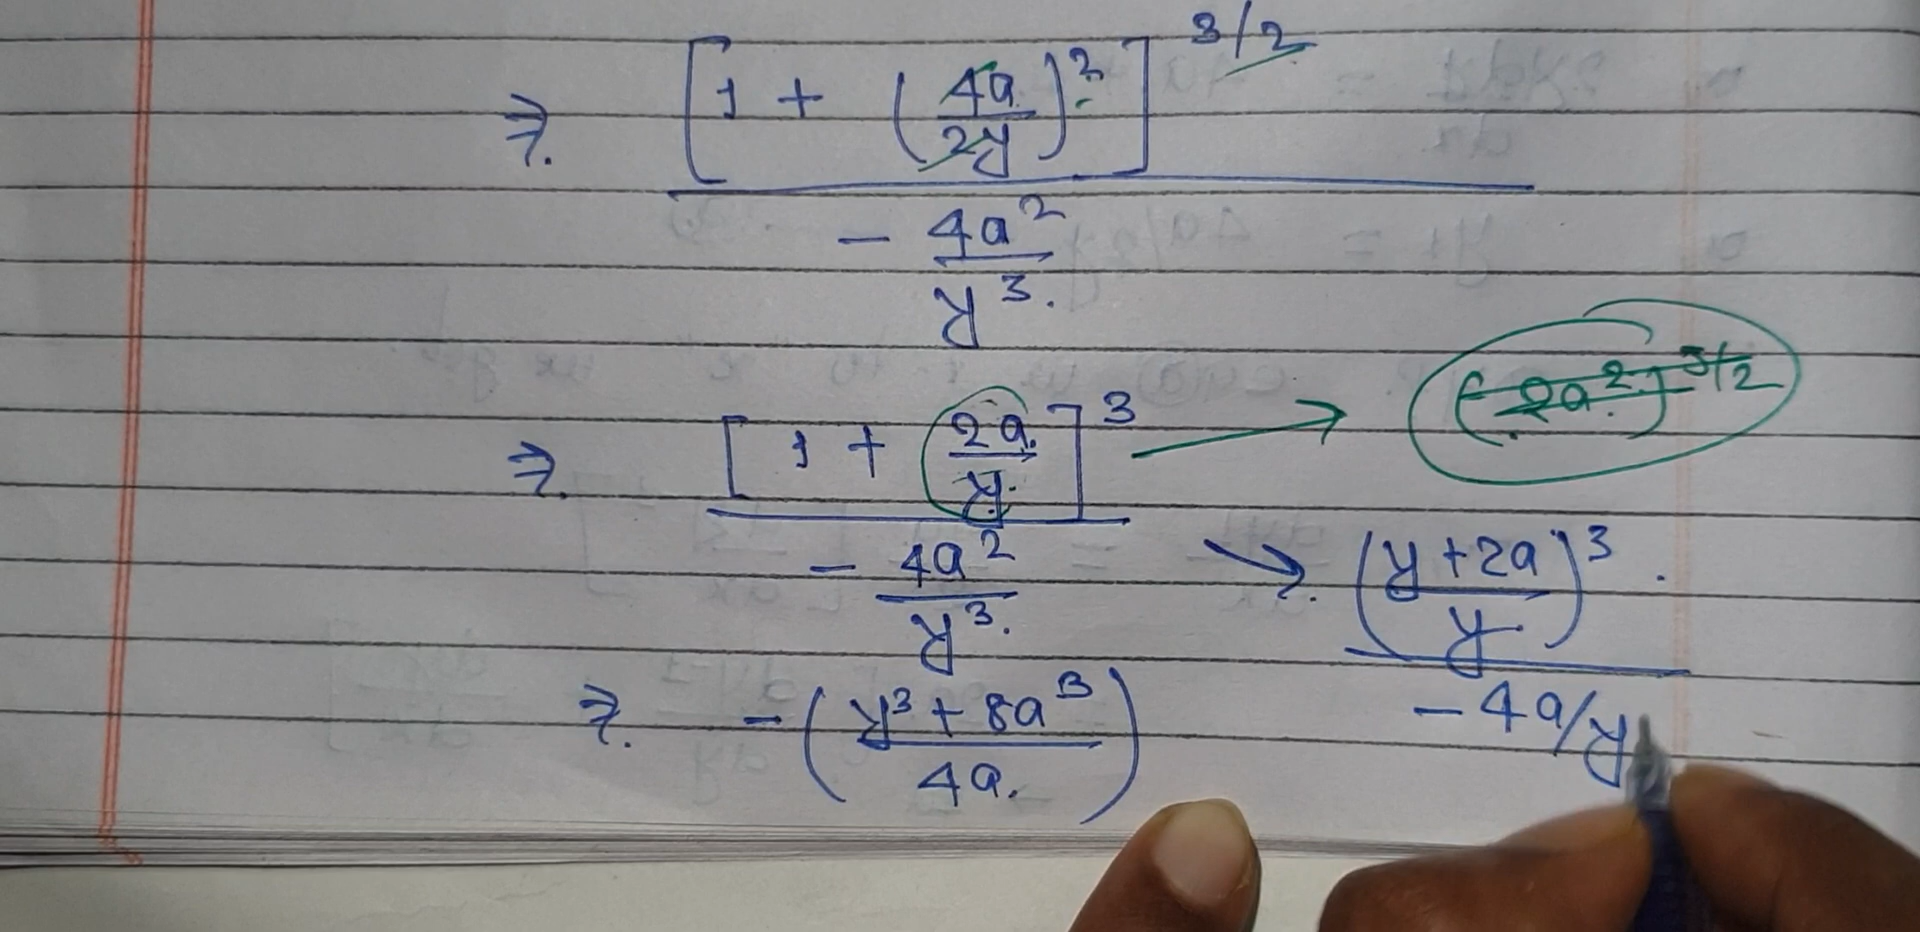 ⇒. [1 + (4a/2y)²]^3/2
- 4a²/y³.
⇒. [1 + 2a./y.]³ → (2a².)^3/2
- 4a²/y³. → ((y+2a)/y.)³.
⇒. -((y³ + 8a³)/4a.) - 4a/y